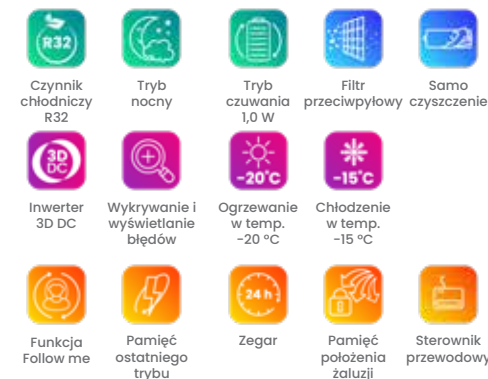 R32
Czynnik
chłodniczy
R32
Tryb
nocny
Tryb
czuwania
1,0 W
Filtr
przeciwpyłowy
Samo
czyszczenie
3D
DC
Inwerter
3D DC
Wykrywanie i
wyświetlanie
błędów
-20°C
Ogrzewanie
w temp.
-20 °C
-15°C
Chłodzenie
w temp.
-15 °C
Funkcja
Follow me
Pamięć
ostatniego
trybu
24 h
Zegar
Pamięć
położenia
żaluzji
Sterownik
przewodowy